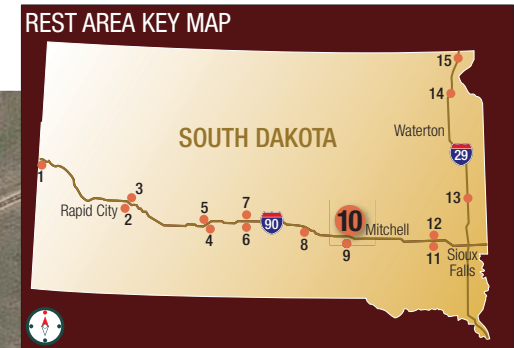 REST AREA KEY MAP
15
14
SOUTH DAKOTA
Waterton
29
1
3
Rapid City
2
5
7
90
10
13
4
6
8
Mitchell
12
9
11
Sioux
Falls